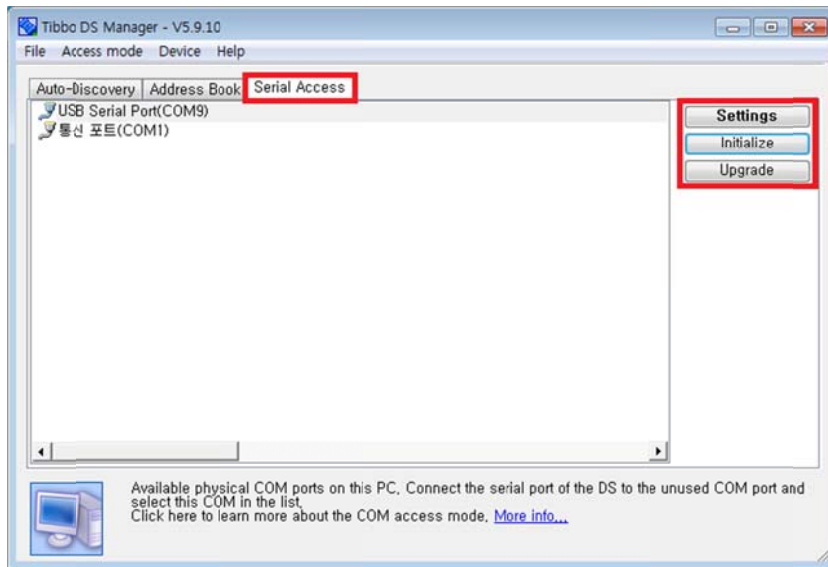 Tibbo DS Manager - V5.9.10
File Access mode Device Help
Auto-Discovery Address Book Serial Access
USB Serial Port(COM9)
통신 포트(COM1)
Settings
Initialize
Upgrade
Available physical COM ports on this PC, Connect the serial port of the DS to the unused COM port and
select this COM in the list,
Click here to learn more about the COM access mode, More info,,,